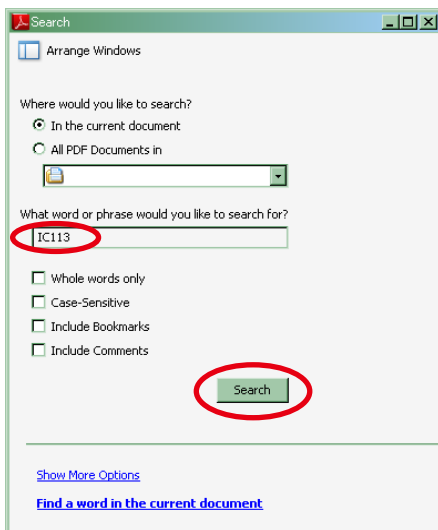 Search
Arrange Windows
Where would you like to search?
In the current document
All PDF Documents in
What word or phrase would you like to search for?
IC113
Whole words only
Case-Sensitive
Include Bookmarks
Include Comments
Search
Show More Options
Find a word in the current document